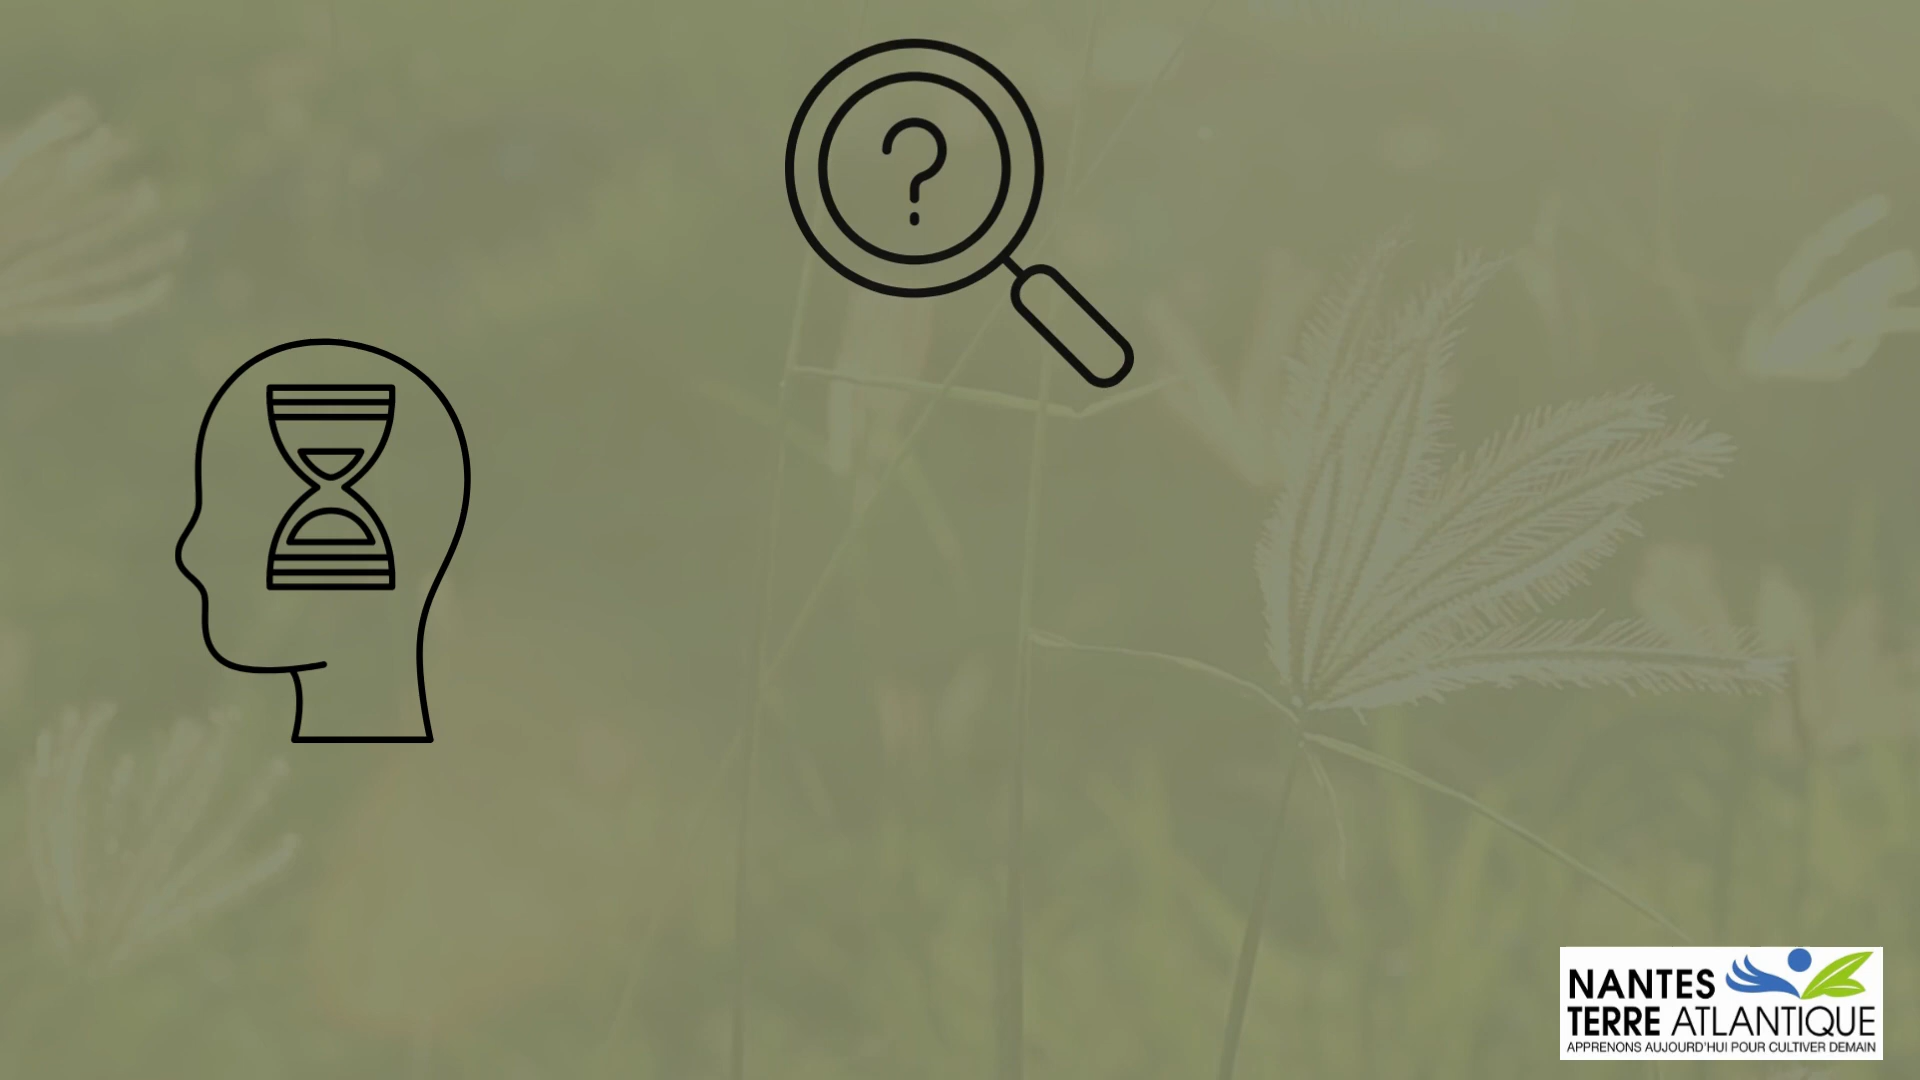 ?
NANTES
TERRE ATLANTIQUE
APPRENONS AUJOURD'HUI POUR CULTIVER DEMAIN